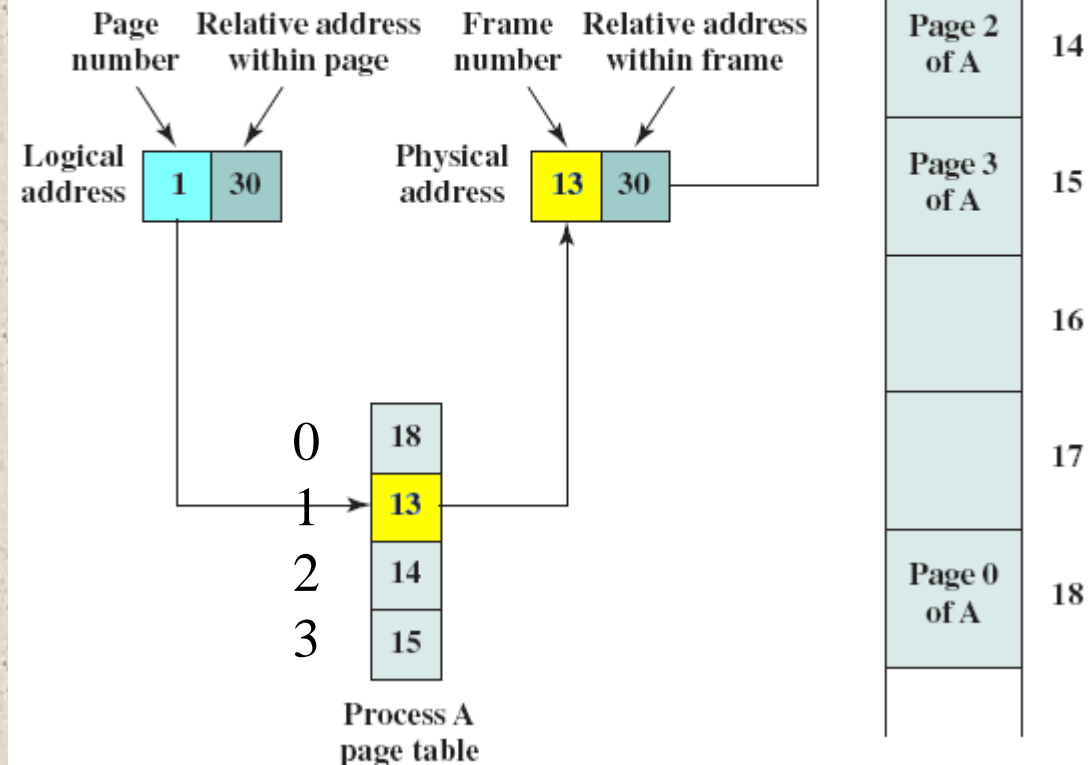 Page number
Relative address within page
Frame number
Relative address within frame
Logical address
1 30
Physical address
13 30
0 18
1 13
2 14
3 15
Process A page table
Page 2 of A
14
Page 3 of A
15
16
17
Page 0 of A
18